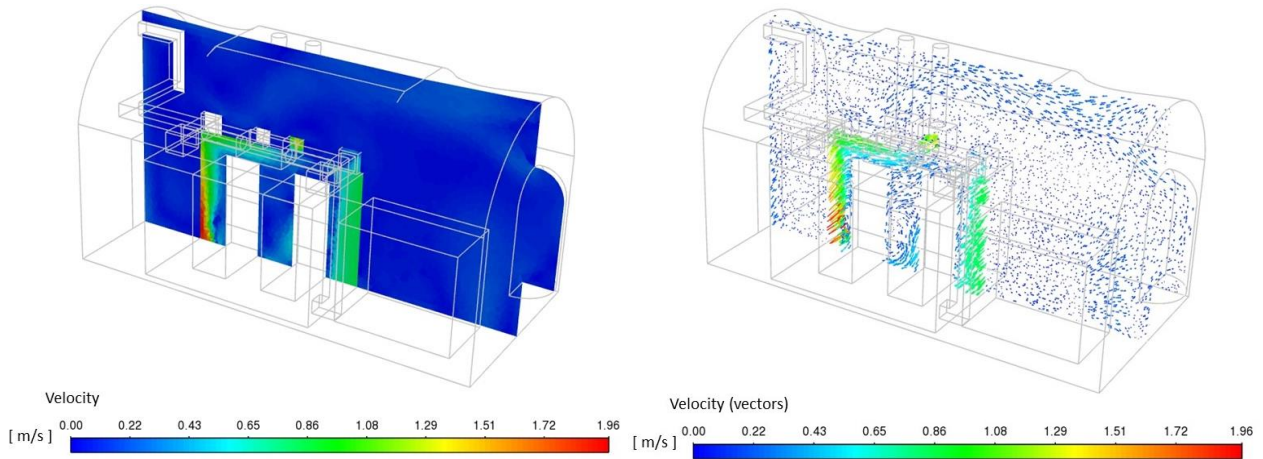 Velocity
[ m/s ] 0.00 0.22 0.43 0.65 0.86 1.08 1.29 1.51 1.72 1.96
Velocity (vectors)
[ m/s ] 0.00 0.22 0.43 0.65 0.86 1.08 1.29 1.51 1.72 1.96